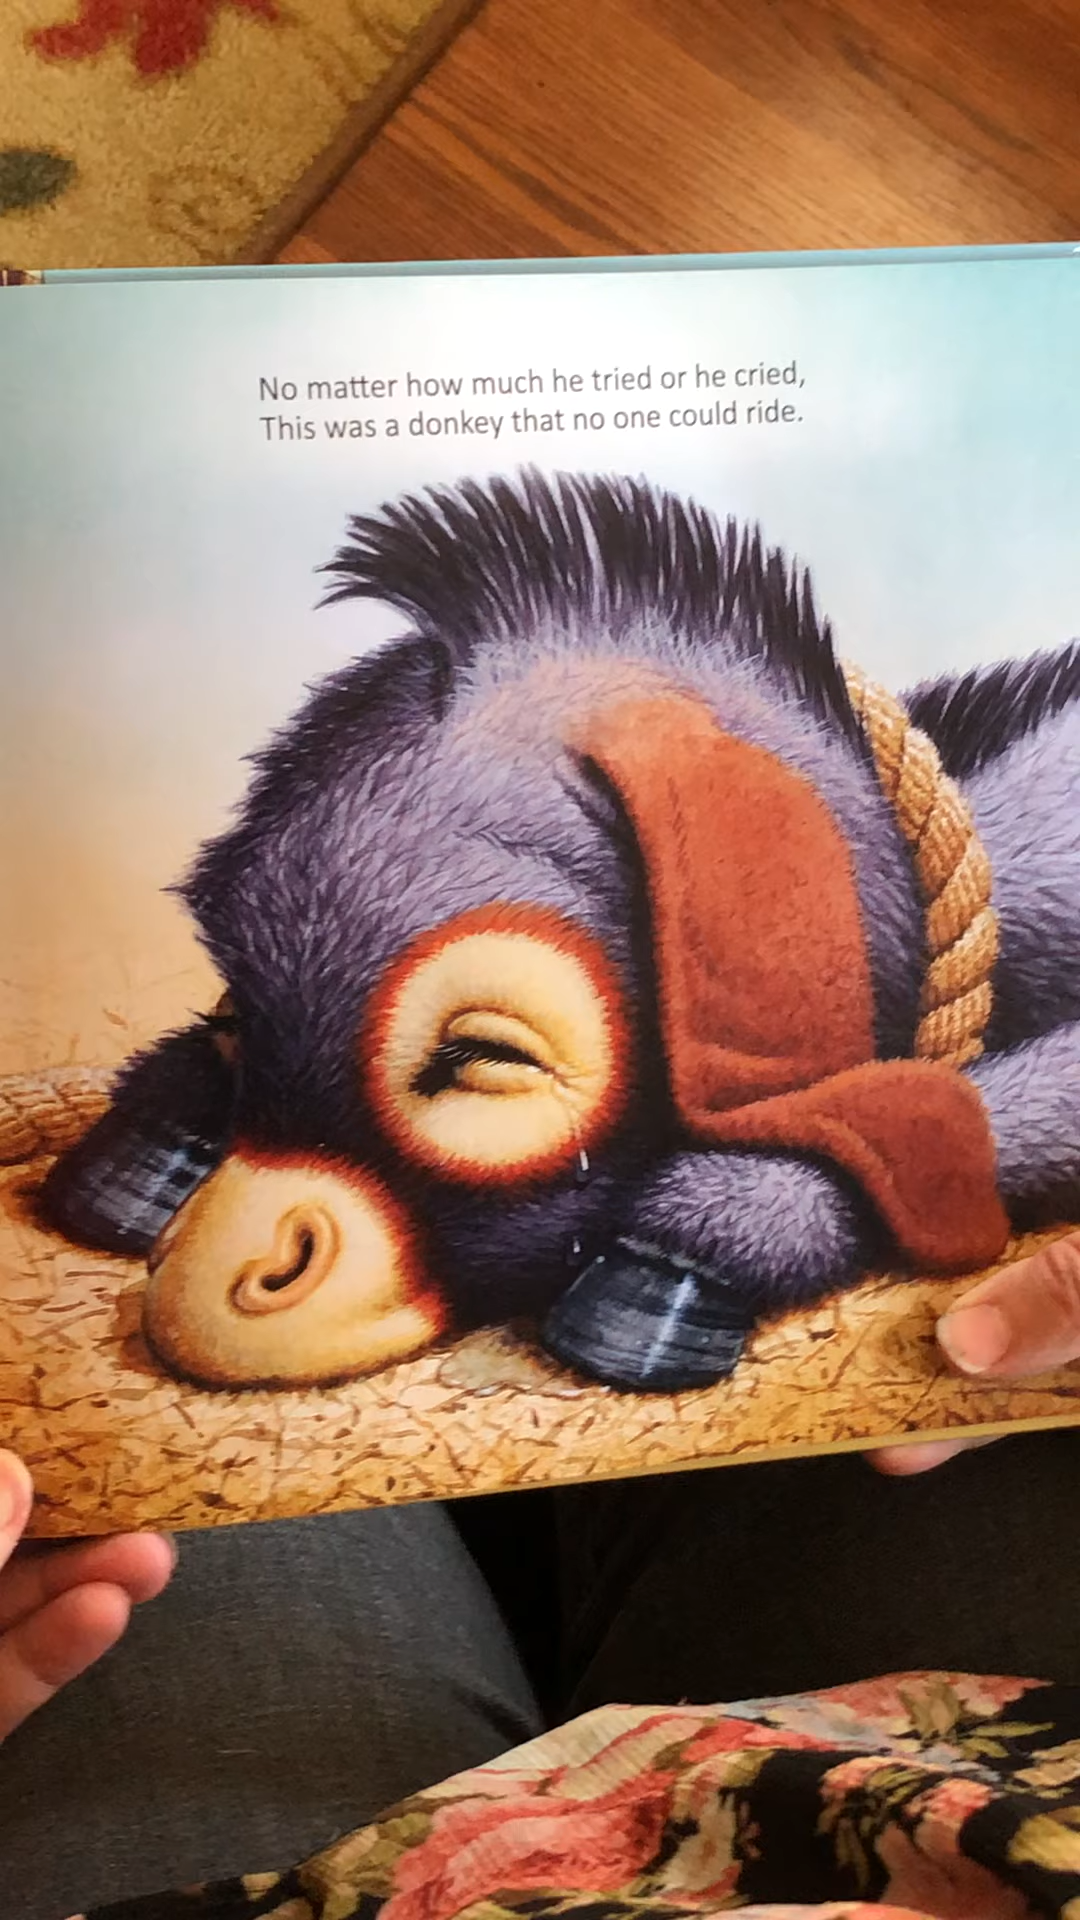 No matter how much he tried or he cried,
This was a donkey that no one could ride.